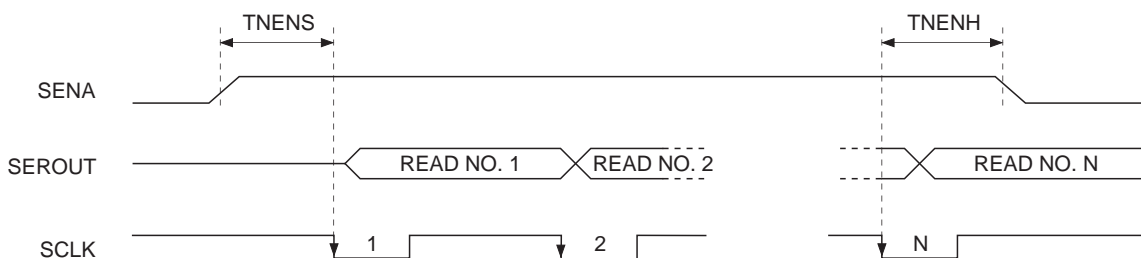 TNENS TNENH
SENA
SEROUT READ NO. 1 READ NO. 2 READ NO. N
SCLK 1 2 N